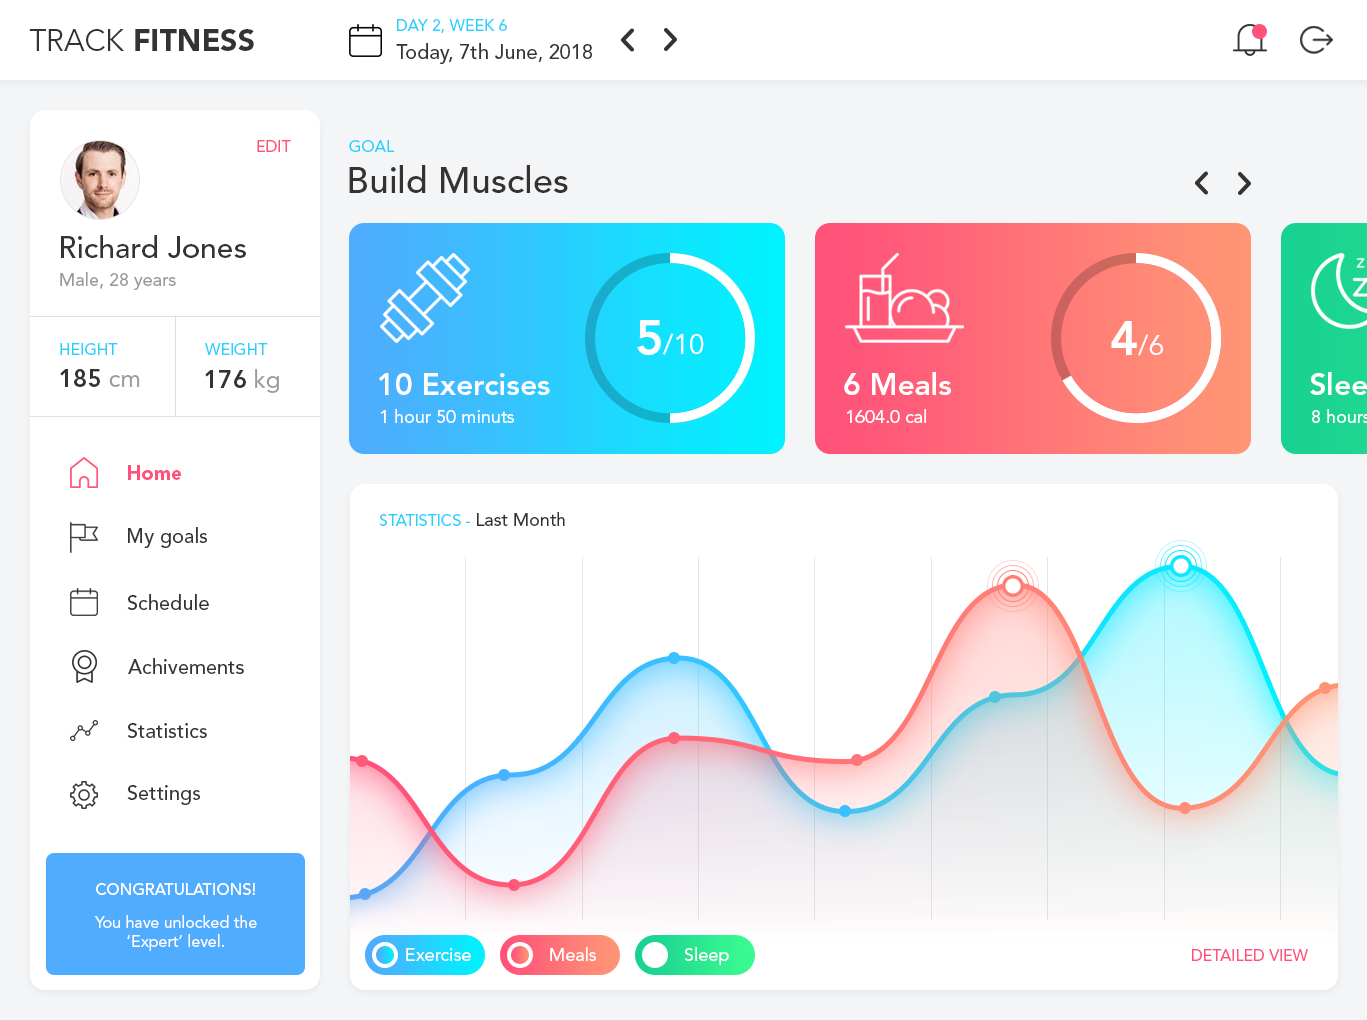 TRACK FITNESS
DAY 2, WEEK 6
Today, 7th June, 2018
EDIT
Richard Jones
Male, 28 years
HEIGHT
185 cm
WEIGHT
176 kg
Home
My goals
Schedule
Achivements
Statistics
Settings
CONGRATULATIONS!
You have unlocked the
‘Expert’ level.
GOAL
Build Muscles
5/10
10 Exercises
1 hour 50 minuts
4/6
6 Meals
1604.0 cal
z
Z
Slee
8 hours
STATISTICS - Last Month
Exercise
Meals
Sleep
DETAILED VIEW